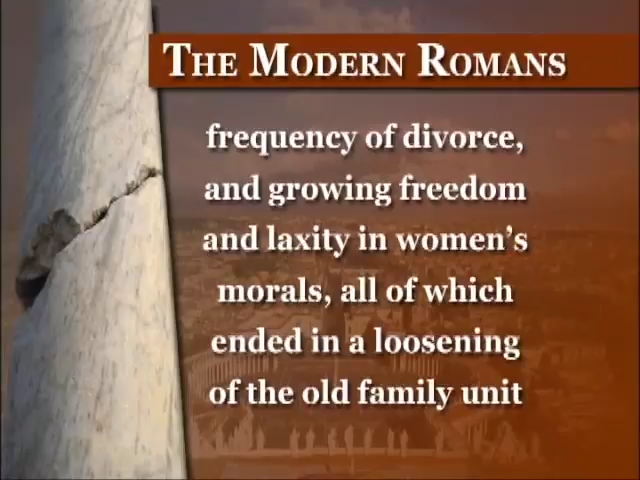 THE MODERN ROMANS
frequency of divorce,
and growing freedom
and laxity in women's
morals, all of which
ended in a loosening
of the old family unit